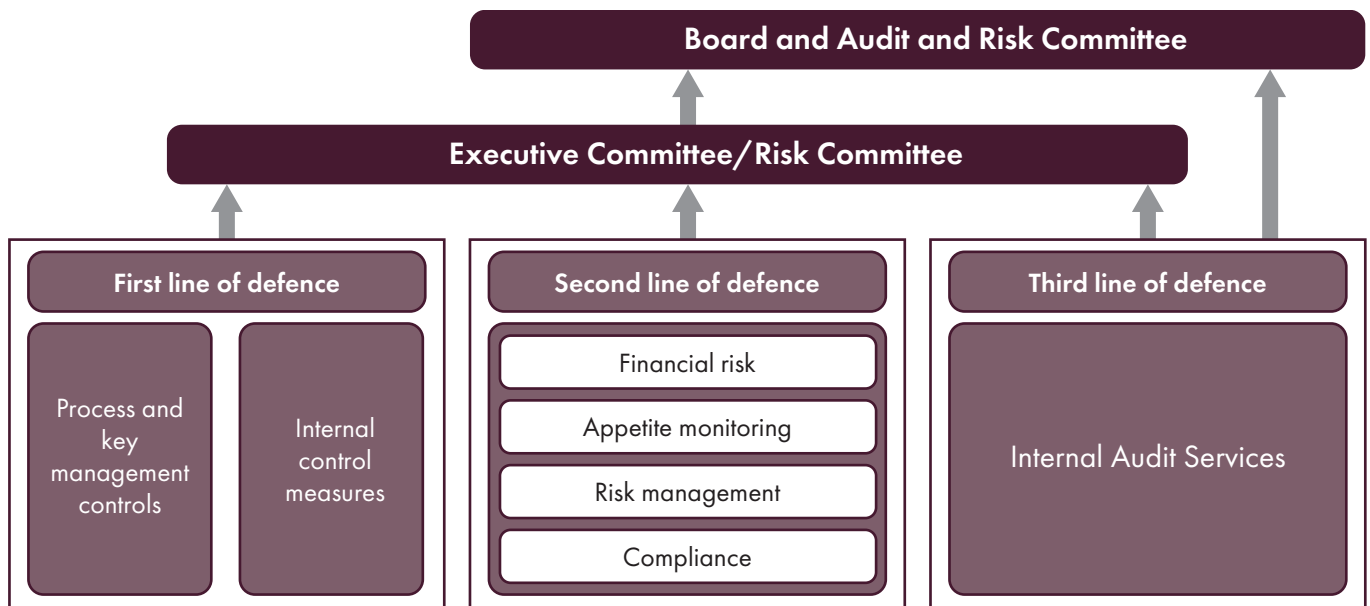 Board and Audit and Risk Committee
Executive Committee/Risk Committee
First line of defence
Process and
key
management
controls
Internal
control
measures
Second line of defence
Financial risk
Appetite monitoring
Risk management
Compliance
Third line of defence
Internal Audit Services